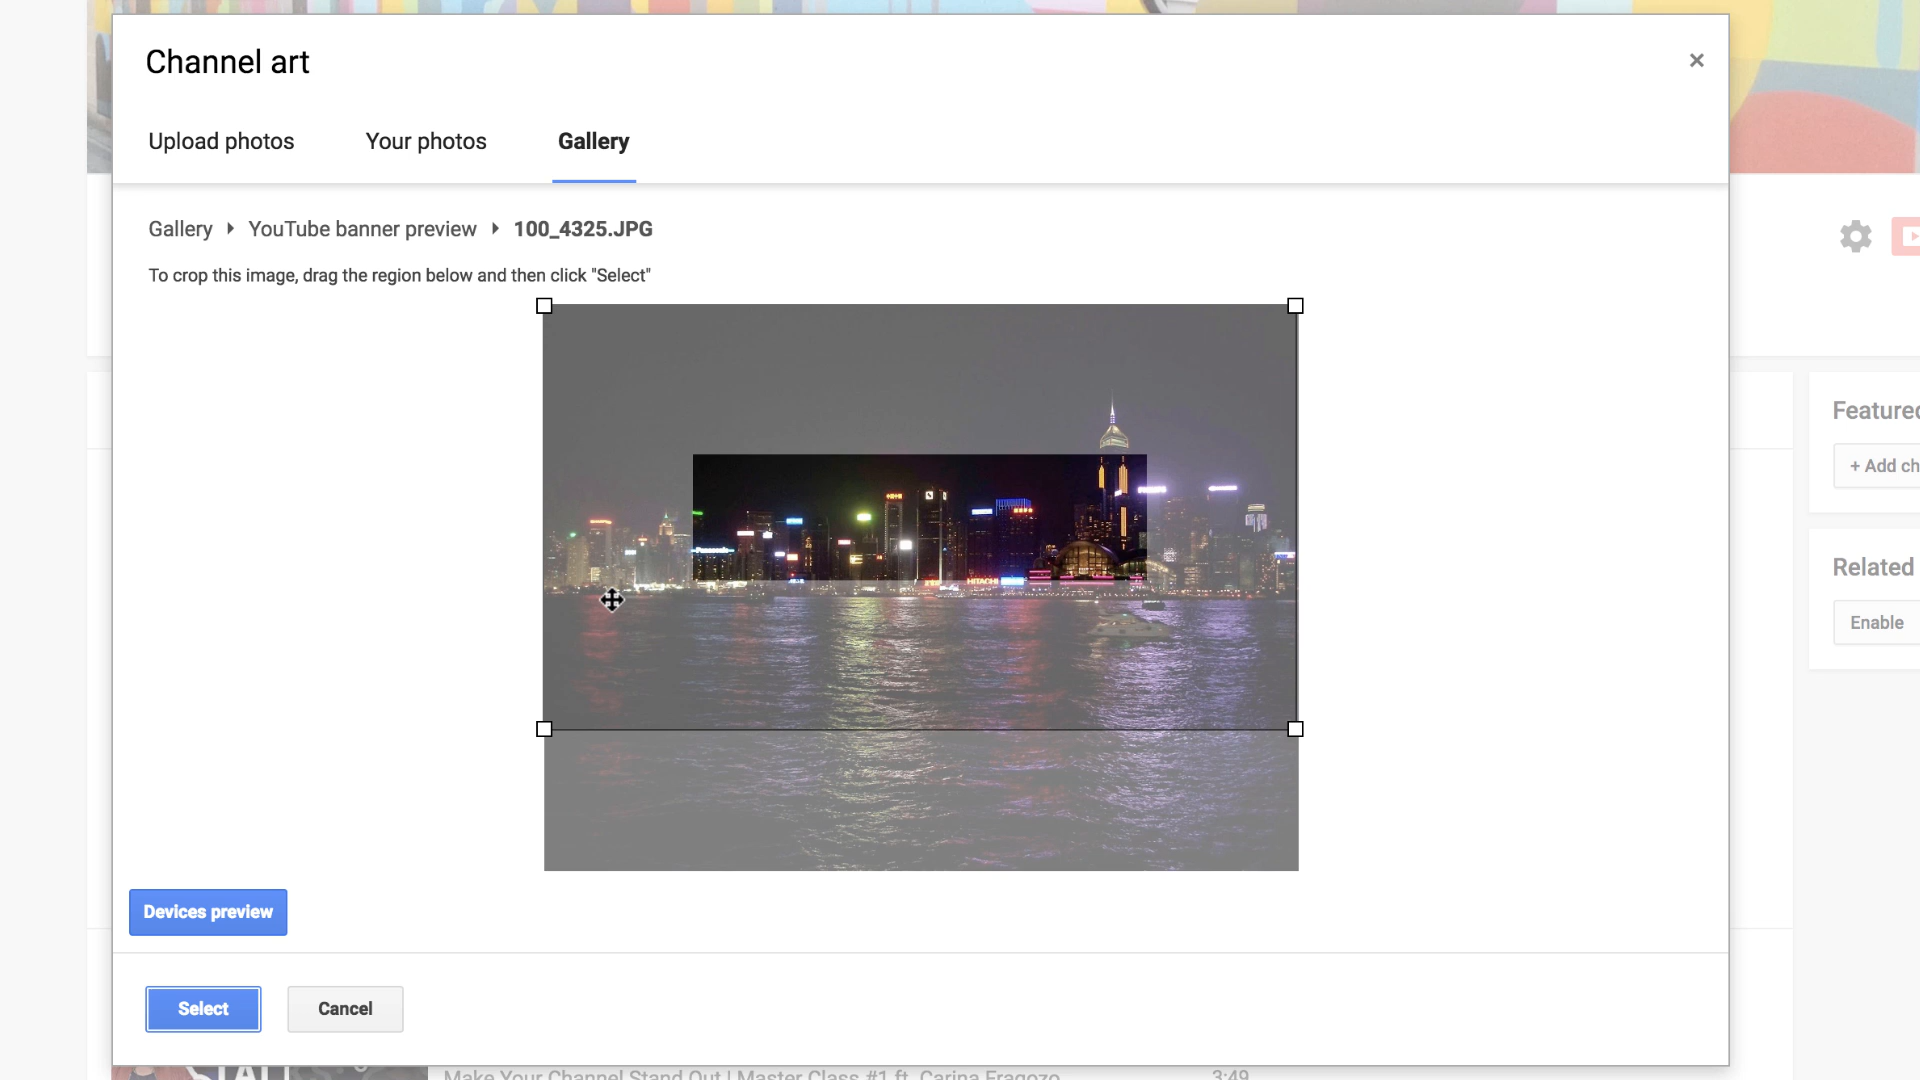 Channel art
×
Upload photos
Your photos
Gallery
Gallery
YouTube banner preview
100_4325.JPG
To crop this image, drag the region below and then click "Select"
Featured
+ Add ch
Related
Enable
Panasonic
HITACHI
Devices preview
Select
Cancel
Make Your Channel Stand Out | Master Class #1 ft. Carina Fragozo
3:49